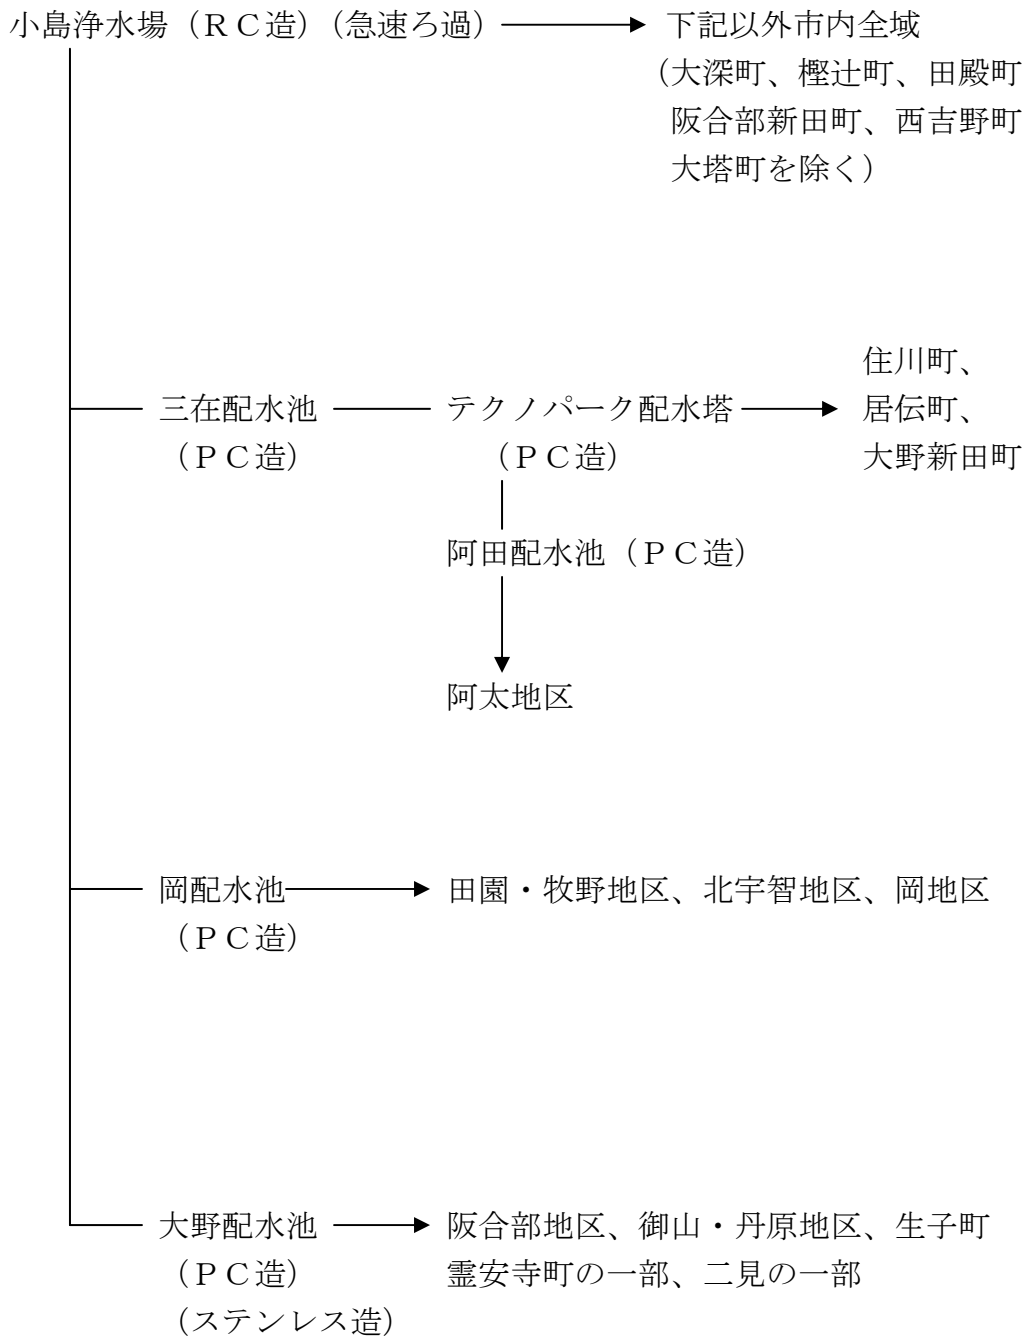 小島浄水場（ＲＣ造）（急速ろ過）
下記以外市内全域
（大深町、樫辻町、田殿町
阪合部新田町、西吉野町
大塔町を除く）
三在配水池
（ＰＣ造）
テクノパーク配水塔
（ＰＣ造）
住川町、
居伝町、
大野新田町
阿田配水池（ＰＣ造）
阿太地区
岡配水池
（ＰＣ造）
田園・牧野地区、北宇智地区、岡地区
大野配水池
（ＰＣ造）
（ステンレス造）
阪合部地区、御山・丹原地区、生子町
霊安寺町の一部、二見の一部